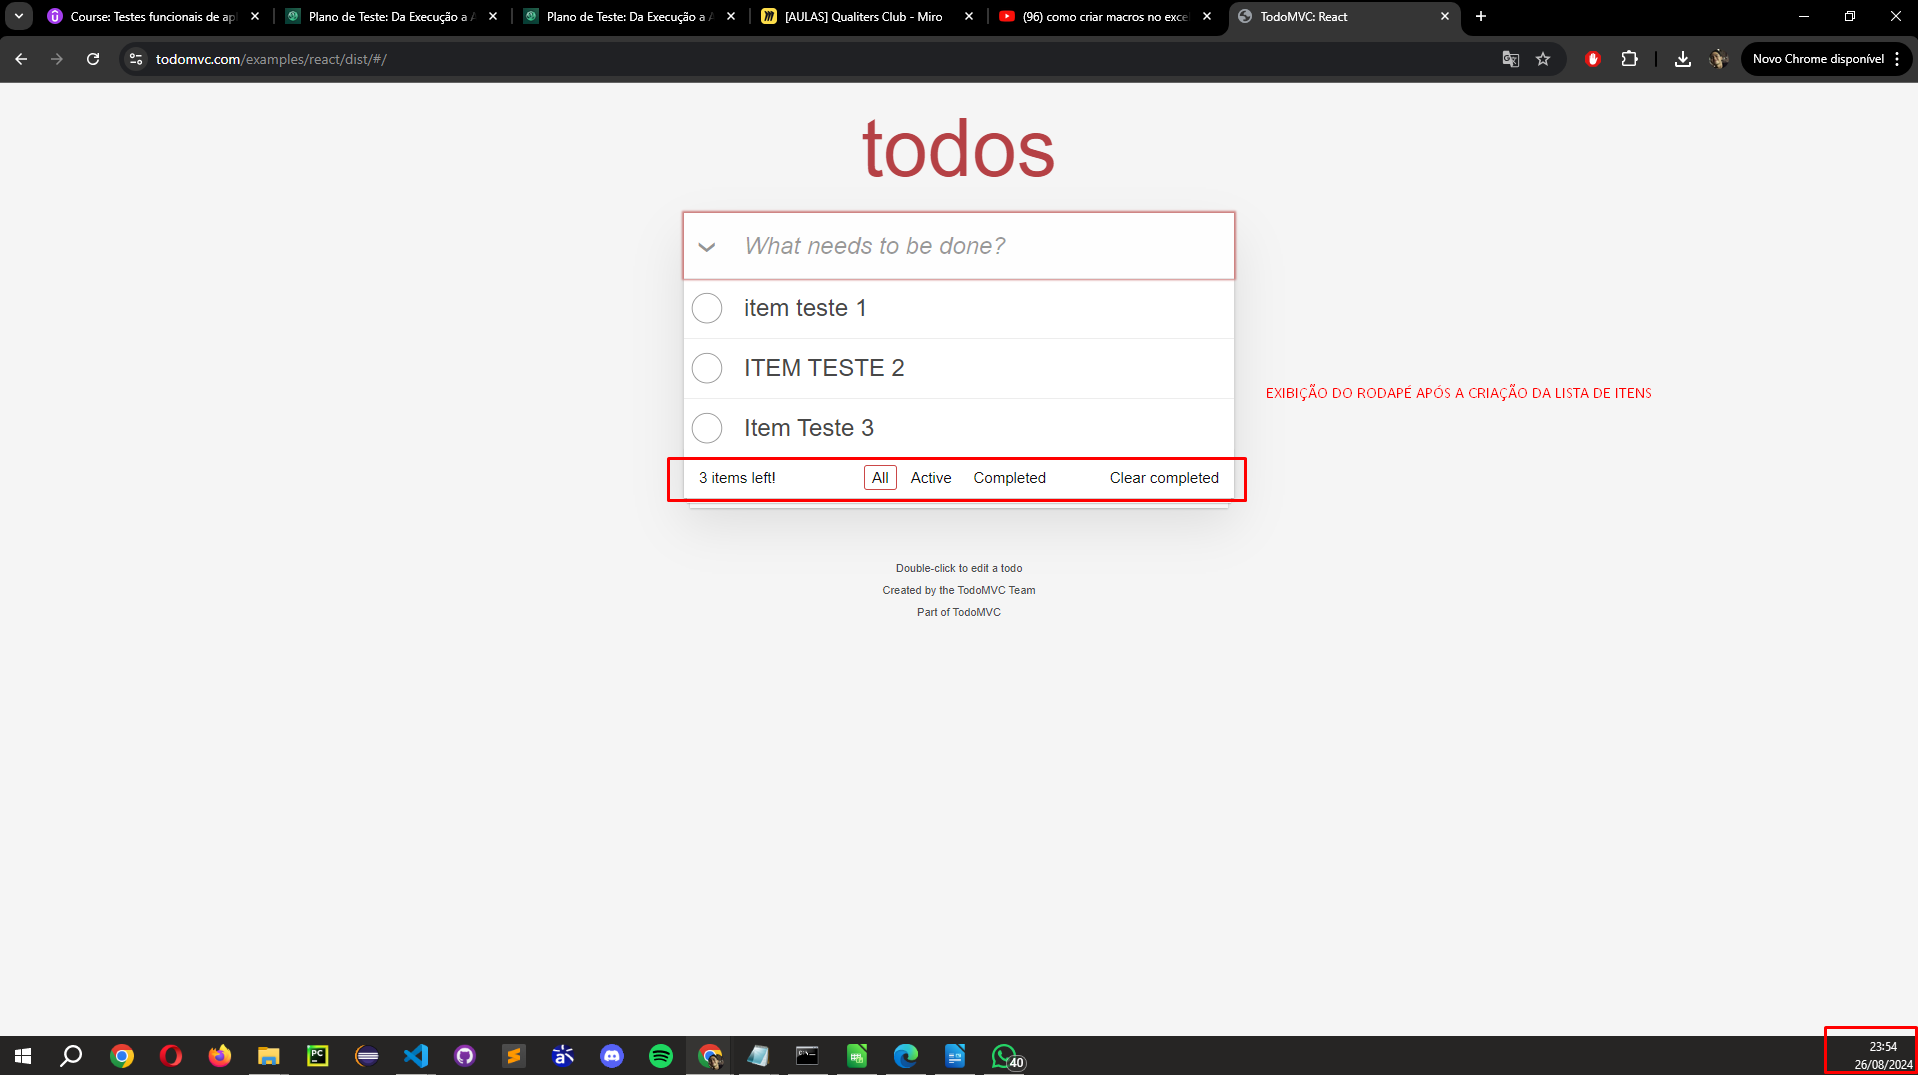 Course: Testes funcionais de ap
Plano de Teste: Da Execução a A
Plano de Teste: Da Execução a A
[AULAS] Qualiters Club - Miro
(96) como criar macros no exce
TodoMVC: React
todomvc.com/examples/react/dist/#/
Novo Chrome disponível
todos
What needs to be done?
item teste 1
ITEM TESTE 2
EXIBIÇÃO DO RODAPÉ APÓS A CRIAÇÃO DA LISTA DE ITENS
Item Teste 3
3 items left! All Active Completed Clear completed
Double-click to edit a todo
Created by the TodoMVC Team
Part of TodoMVC
PC
40
23:54
26/08/2024